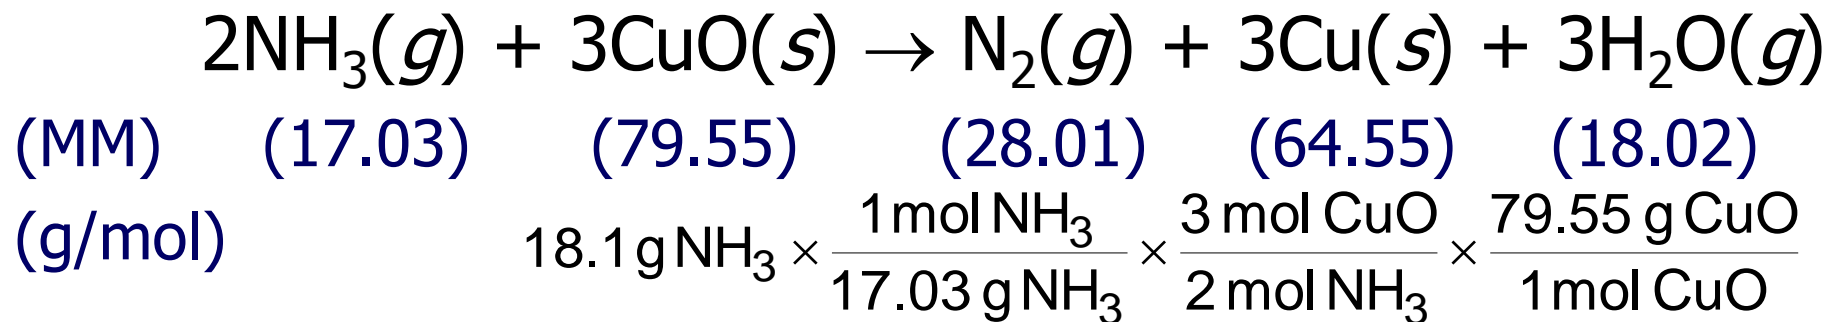 2NH₃(g) + 3CuO(s) → N₂(g) + 3Cu(s) + 3H₂O(g)
(MM) (17.03) (79.55) (28.01) (64.55) (18.02)
(g/mol) 18.1 g NH₃ × 1 mol NH₃ / 17.03 g NH₃ × 3 mol CuO / 2 mol NH₃ × 79.55 g CuO / 1 mol CuO